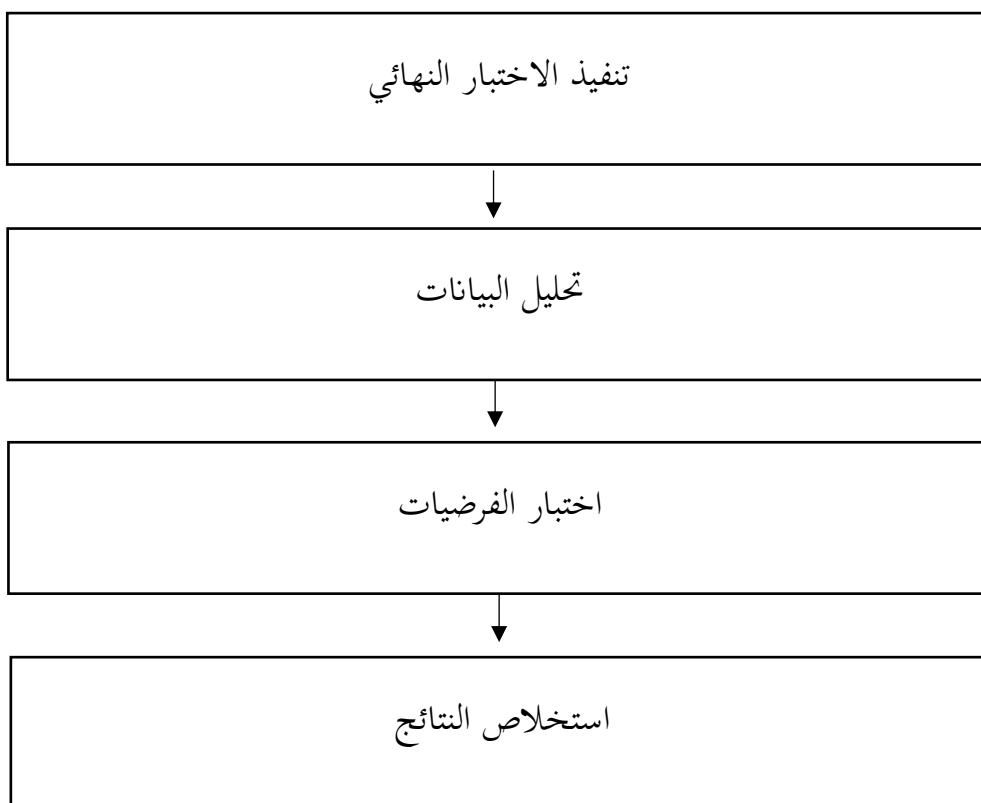 تنفيذ الاختبار النهائي
تحليل البيانات
اختبار الفرضيات
استخلاص النتائج